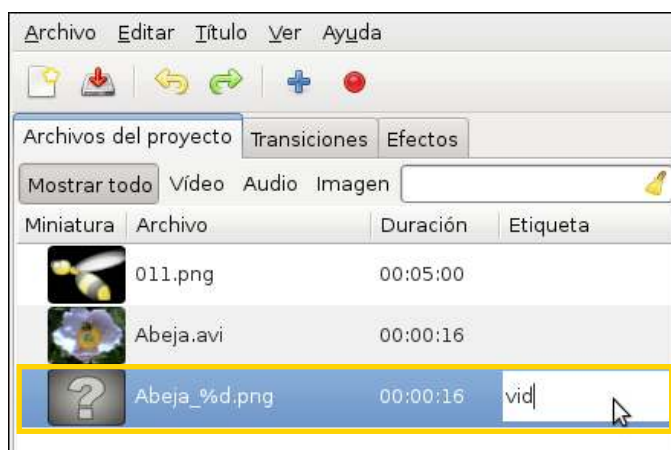 Archivo Editar Título Ver Ayuda
Archivos del proyecto Transiciones Efectos
Mostrar todo Vídeo Audio Imagen
Miniatura Archivo Duración Etiqueta
011.png 00:05:00
Abeja.avi 00:00:16
? Abeja_%d.png 00:00:16 vid